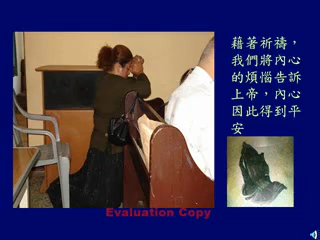 藉著祈禱，
我們將內心
的煩惱告訴
上帝，內心
因此得到平
安
Evaluation Copy